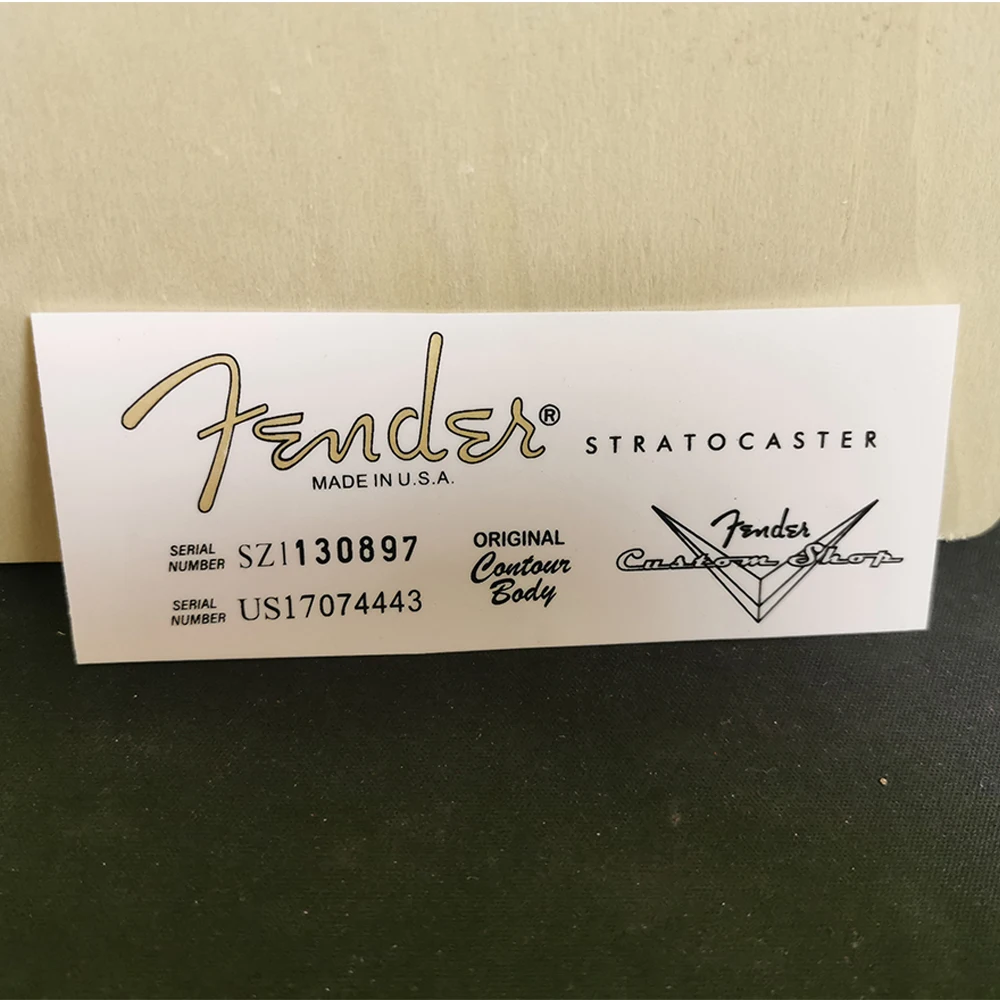 Fender®
MADE IN U.S.A.
STRATOCASTER
SERIAL NUMBER SZ1130897
SERIAL NUMBER US17074443
ORIGINAL
Contour
Body
Fender
Custom Shop